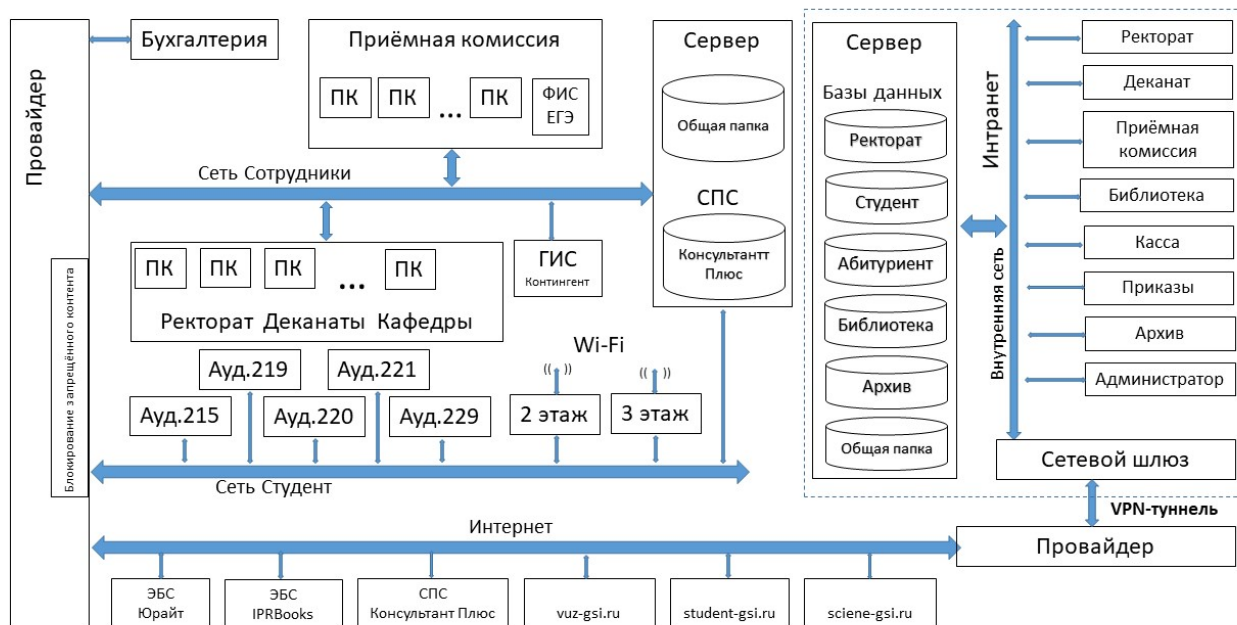 Провайдер
Блокирование запрещённого контента
Бухгалтерия
Приёмная комиссия
ПК
ПК
...
ПК
ФИС
ЕГЭ
Сеть Сотрудники
ПК
ПК
ПК
...
ПК
Ректорат Деканаты Кафедры
ГИС
Контингент
Сервер
Общая папка
СПС
Консультантт
Плюс
Wi-Fi
(( ))
(( ))
Ауд.219
Ауд.221
Ауд.215
Ауд.220
Ауд.229
2 этаж
3 этаж
Сеть Студент
Сервер
Базы данных
Ректорат
Студент
Абитуриент
Библиотека
Архив
Общая папка
Интранет
Внутренняя сеть
Ректорат
Деканат
Приёмная
комиссия
Библиотека
Касса
Приказы
Архив
Администратор
Сетевой шлюз
VPN-туннель
Провайдер
Интернет
ЭБС
Юрайт
ЭБС
IPRBooks
СПС
Консультант Плюс
vuz-gsi.ru
student-gsi.ru
sciene-gsi.ru